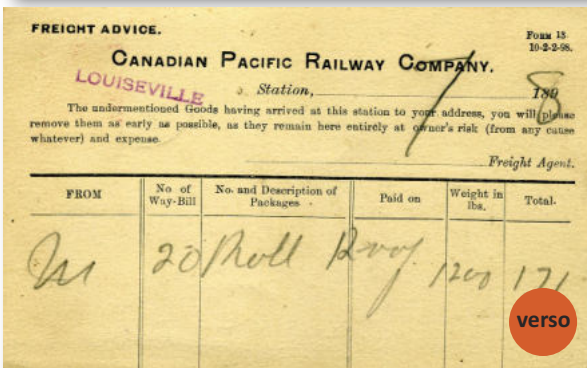 FREIGHT ADVICE.
FORM 13
10-2-2-98.
CANADIAN PACIFIC RAILWAY COMPANY.
LOUISEVILLE
Station, 189 8
The undermentioned Goods having arrived at this station to your address, you will please
remove them as early as possible, as they remain here entirely at owner's risk (from any cause
whatever) and expense.
Freight Agent.
FROM
No of
Way-Bill
No. and Description of
Packages
Paid on
Weight in
lbs.
Total.
M 20 1200 171
verso